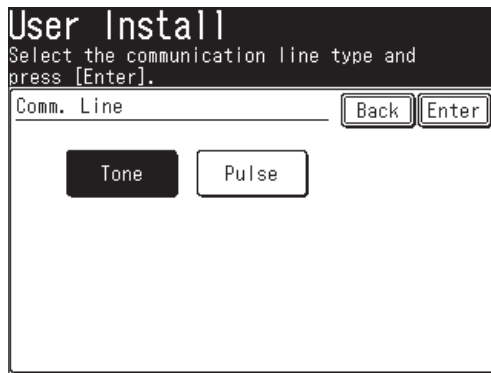 User Install
Select the communication line type and
press [Enter].
Comm. Line
Back Enter
Tone Pulse